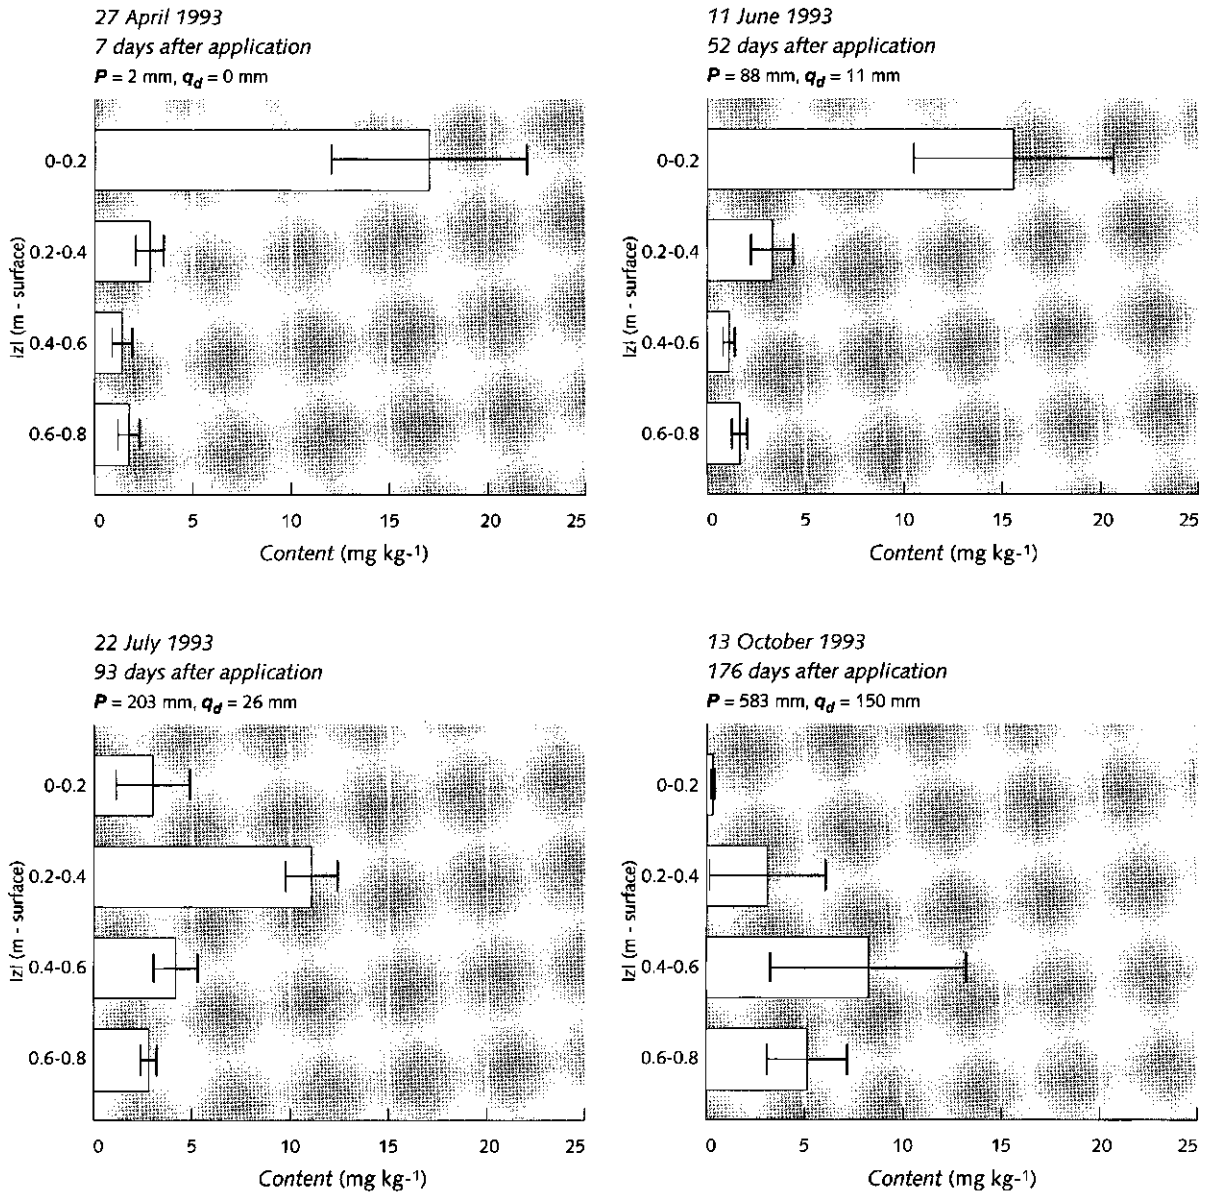 27 April 1993
7 days after application
P = 2 mm, qd = 0 mm
|z| (m - surface)
0-0.2
0.2-0.4
0.4-0.6
0.6-0.8
0 5 10 15 20 25
Content (mg kg-1)
11 June 1993
52 days after application
P = 88 mm, qd = 11 mm
|z| (m - surface)
0-0.2
0.2-0.4
0.4-0.6
0.6-0.8
0 5 10 15 20 25
Content (mg kg-1)
22 July 1993
93 days after application
P = 203 mm, qd = 26 mm
|z| (m - surface)
0-0.2
0.2-0.4
0.4-0.6
0.6-0.8
0 5 10 15 20 25
Content (mg kg-1)
13 October 1993
176 days after application
P = 583 mm, qd = 150 mm
|z| (m - surface)
0-0.2
0.2-0.4
0.4-0.6
0.6-0.8
0 5 10 15 20 25
Content (mg kg-1)